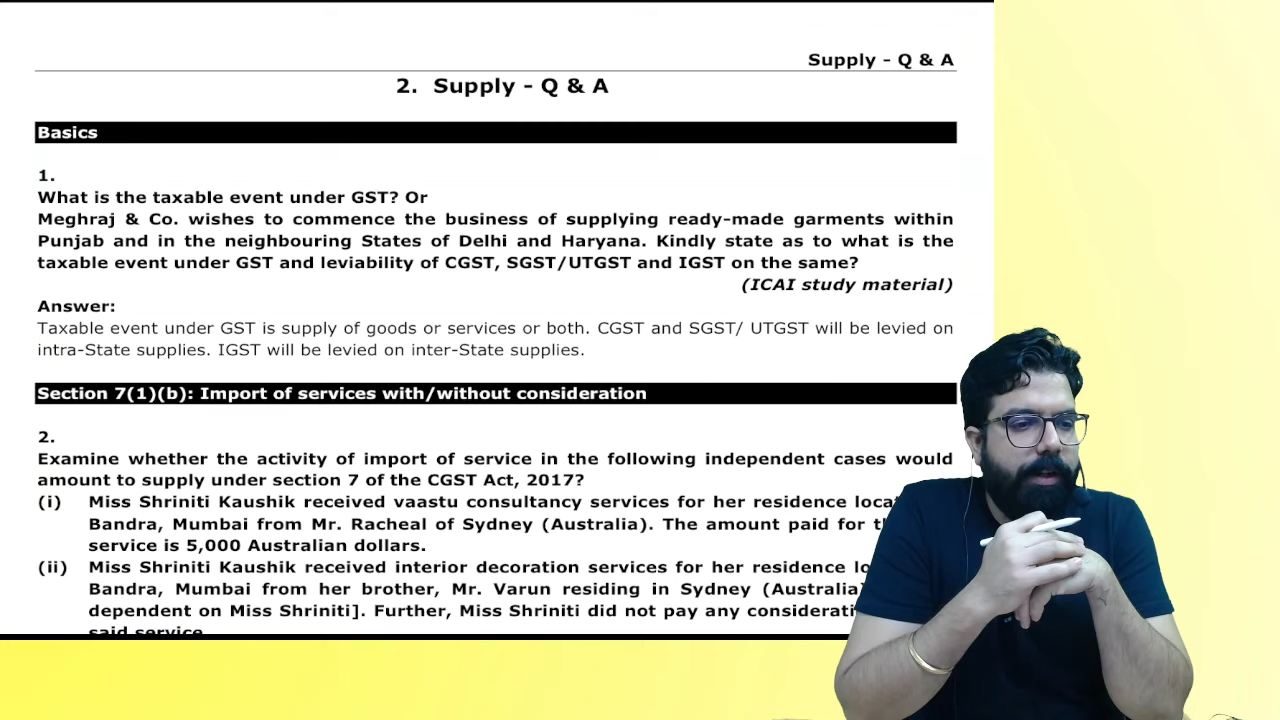 Supply - Q & A
2. Supply - Q & A
Basics
1.
What is the taxable event under GST? Or
Meghraj & Co. wishes to commence the business of supplying ready-made garments within
Punjab and in the neighbouring States of Delhi and Haryana. Kindly state as to what is the
taxable event under GST and leviability of CGST, SGST/UTGST and IGST on the same?
(ICAI study material)
Answer:
Taxable event under GST is supply of goods or services or both. CGST and SGST/ UTGST will be levied on
intra-State supplies. IGST will be levied on inter-State supplies.
Section 7(1)(b): Import of services with/without consideration
2.
Examine whether the activity of import of service in the following independent cases would
amount to supply under section 7 of the CGST Act, 2017?
(i) Miss Shriniti Kaushik received vaastu consultancy services for her residence
Bandra, Mumbai from Mr. Racheal of Sydney (Australia). The amount paid for
service is 5,000 Australian dollars.
(ii) Miss Shriniti Kaushik received interior decoration services for her residence
Bandra, Mumbai from her brother, Mr. Varun residing in Sydney (Australia)
dependent on Miss Shriniti]. Further, Miss Shriniti did not pay any
said service